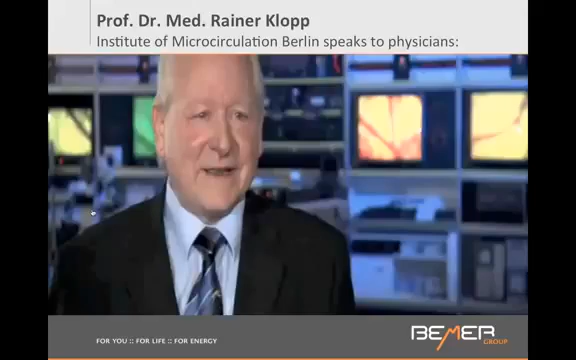 Prof. Dr. Med. Rainer Klopp
Institute of Microcirculation Berlin speaks to physicians:
FOR YOU :: FOR LIFE :: FOR ENERGY
BEMER
GROUP